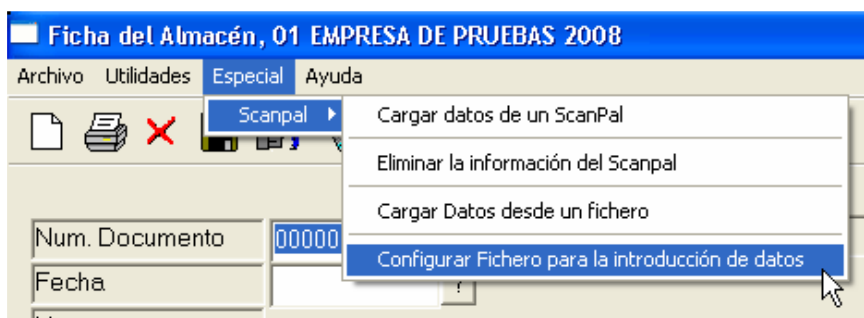 Ficha del Almacén, 01 EMPRESA DE PRUEBAS 2008
Archivo Utilidades Especial Ayuda
Scanpal
Cargar datos de un ScanPal
Eliminar la información del Scanpal
Cargar Datos desde un fichero
Configurar Fichero para la introducción de datos
Num. Documento 00000
Fecha ?